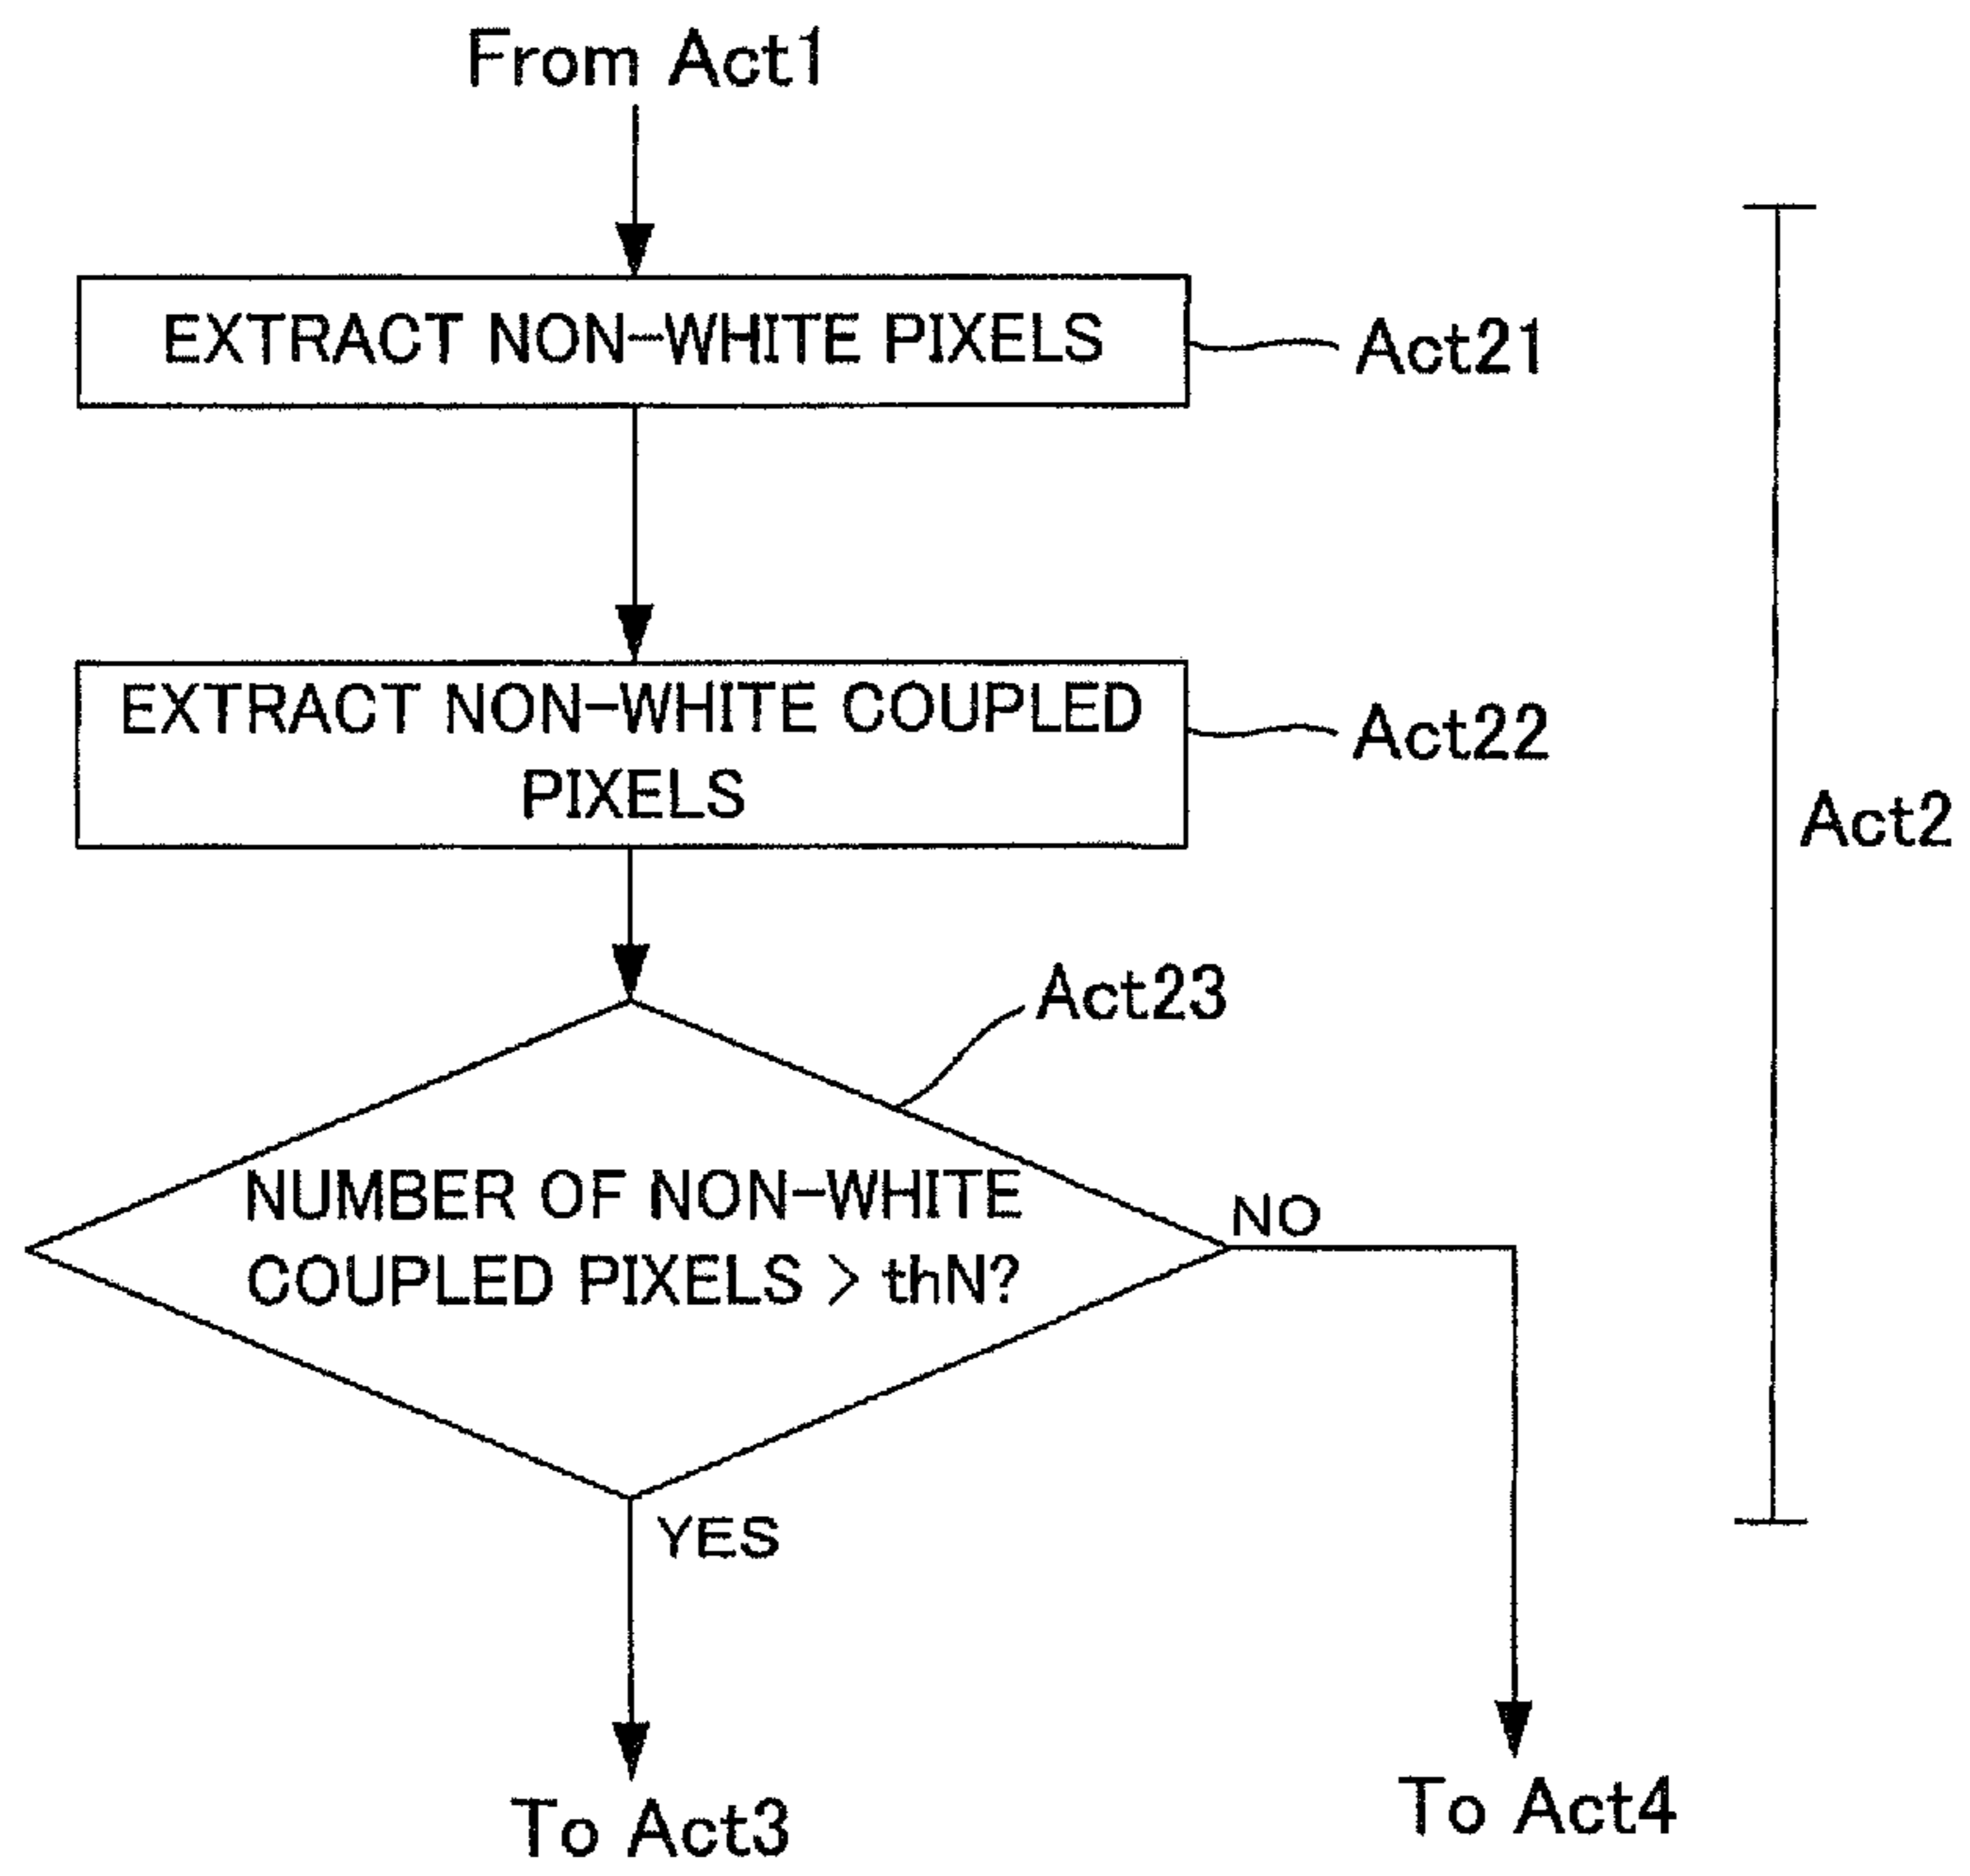 From Act1
EXTRACT NON-WHITE PIXELS
Act21
EXTRACT NON-WHITE COUPLED
PIXELS
Act22
Act2
Act23
NUMBER OF NON-WHITE
COUPLED PIXELS > thN?
NO
YES
To Act3
To Act4